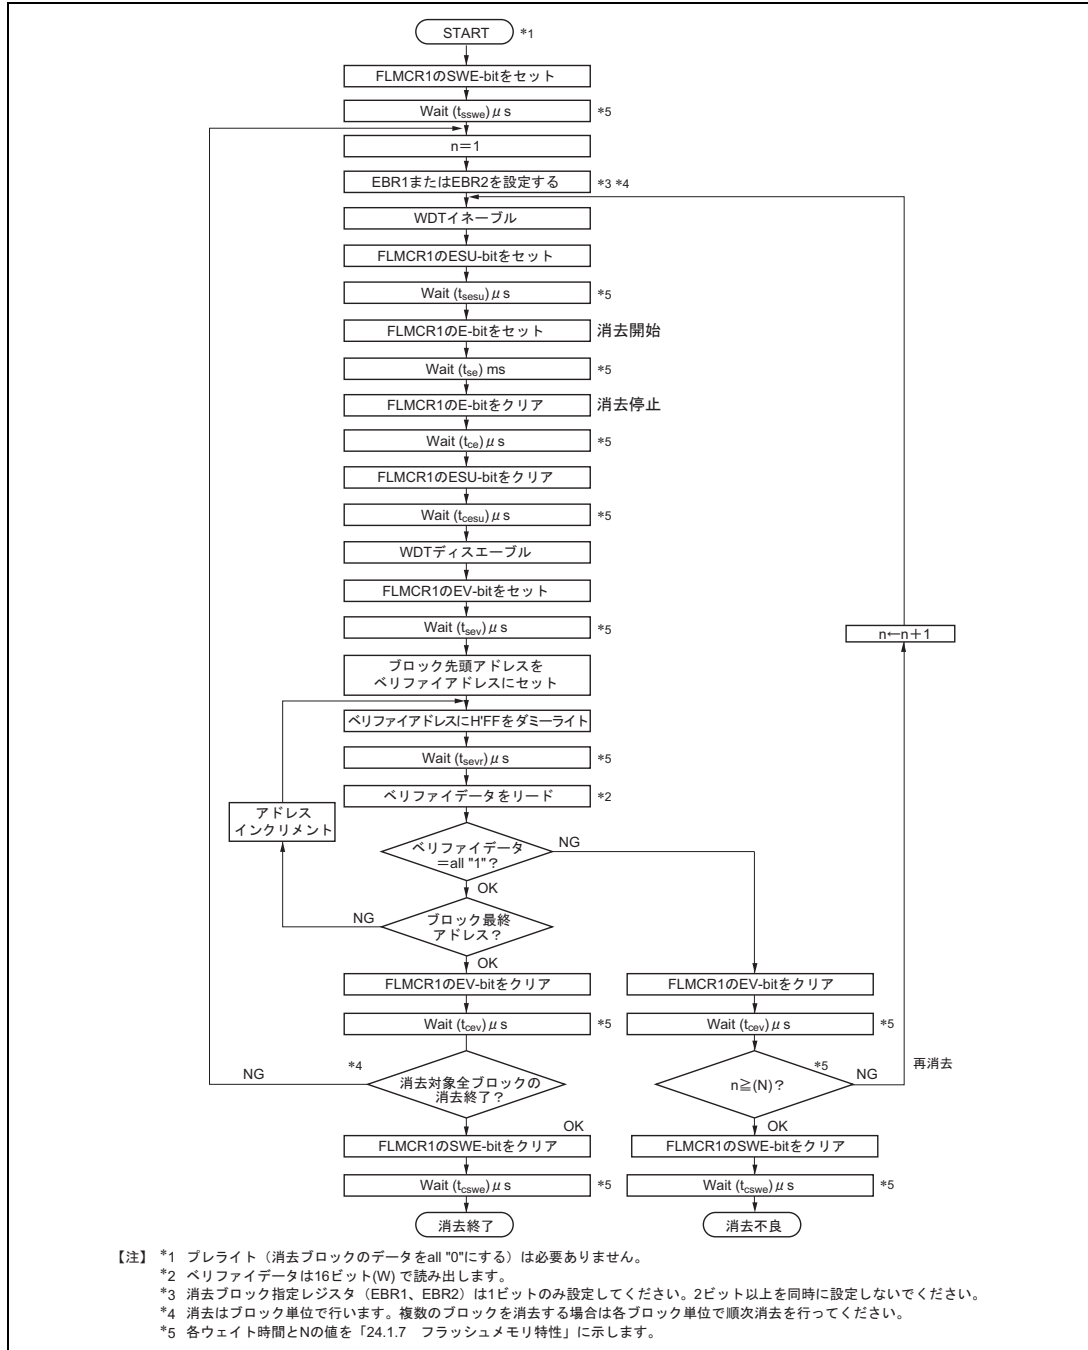 START *1
FLMCR1のSWE-bitをセット
Wait (tsswe) μ s *5
n＝1
EBR1またはEBR2を設定する *3 *4
WDTイネーブル
FLMCR1のESU-bitをセット
Wait (tsesu) μ s *5
FLMCR1のE-bitをセット 消去開始
Wait (tse) ms *5
FLMCR1のE-bitをクリア 消去停止
Wait (tce) μ s *5
FLMCR1のESU-bitをクリア
Wait (tcesu) μ s *5
WDTディスエーブル
FLMCR1のEV-bitをセット
Wait (tsev) μ s *5
n←n＋1
ブロック先頭アドレスを
ベリファイアドレスにセット
ベリファイアドレスにH'FFをダミーライト
Wait (tsevr) μ s *5
ベリファイデータをリード *2
アドレス
インクリメント
ベリファイデータ
＝all "1"？
NG
OK
NG
ブロック最終
アドレス？
OK
FLMCR1のEV-bitをクリア
FLMCR1のEV-bitをクリア
Wait (tcev) μ s *5
Wait (tcev) μ s *5
NG
*4
消去対象全ブロックの
消去終了？
n≧(N)？
*5
NG
再消去
OK
OK
FLMCR1のSWE-bitをクリア
FLMCR1のSWE-bitをクリア
Wait (tcswe) μ s *5
Wait (tcswe) μ s *5
消去終了
消去不良
【注】 *1 プレライト（消去ブロックのデータをall "0"にする）は必要ありません。
*2 ベリファイデータは16ビット(W) で読み出します。
*3 消去ブロック指定レジスタ（EBR1、EBR2）は1ビットのみ設定してください。2ビット以上を同時に設定しないでください。
*4 消去はブロック単位で行います。複数のブロックを消去する場合は各ブロック単位で順次消去を行ってください。
*5 各ウェイト時間とNの値を「24.1.7 フラッシュメモリ特性」に示します。